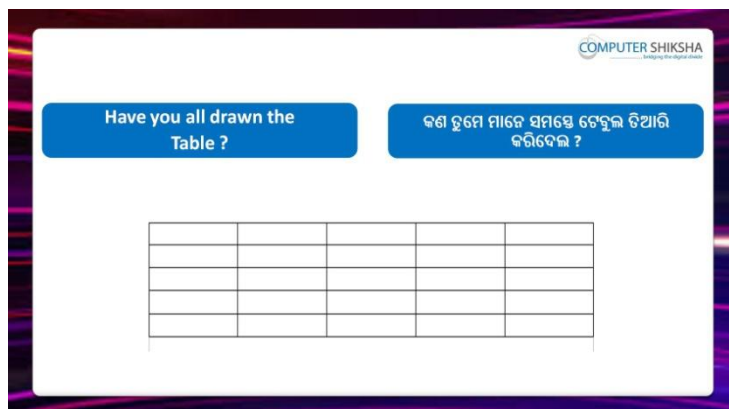 COMPUTER SHIKSHA
... bridging the digital divide
Have you all drawn the
Table ?
କଣ ତୁମେ ମାନେ ସମସ୍ତେ ଟେବୁଲ ତିଆରି
କରିଦେଲ ?